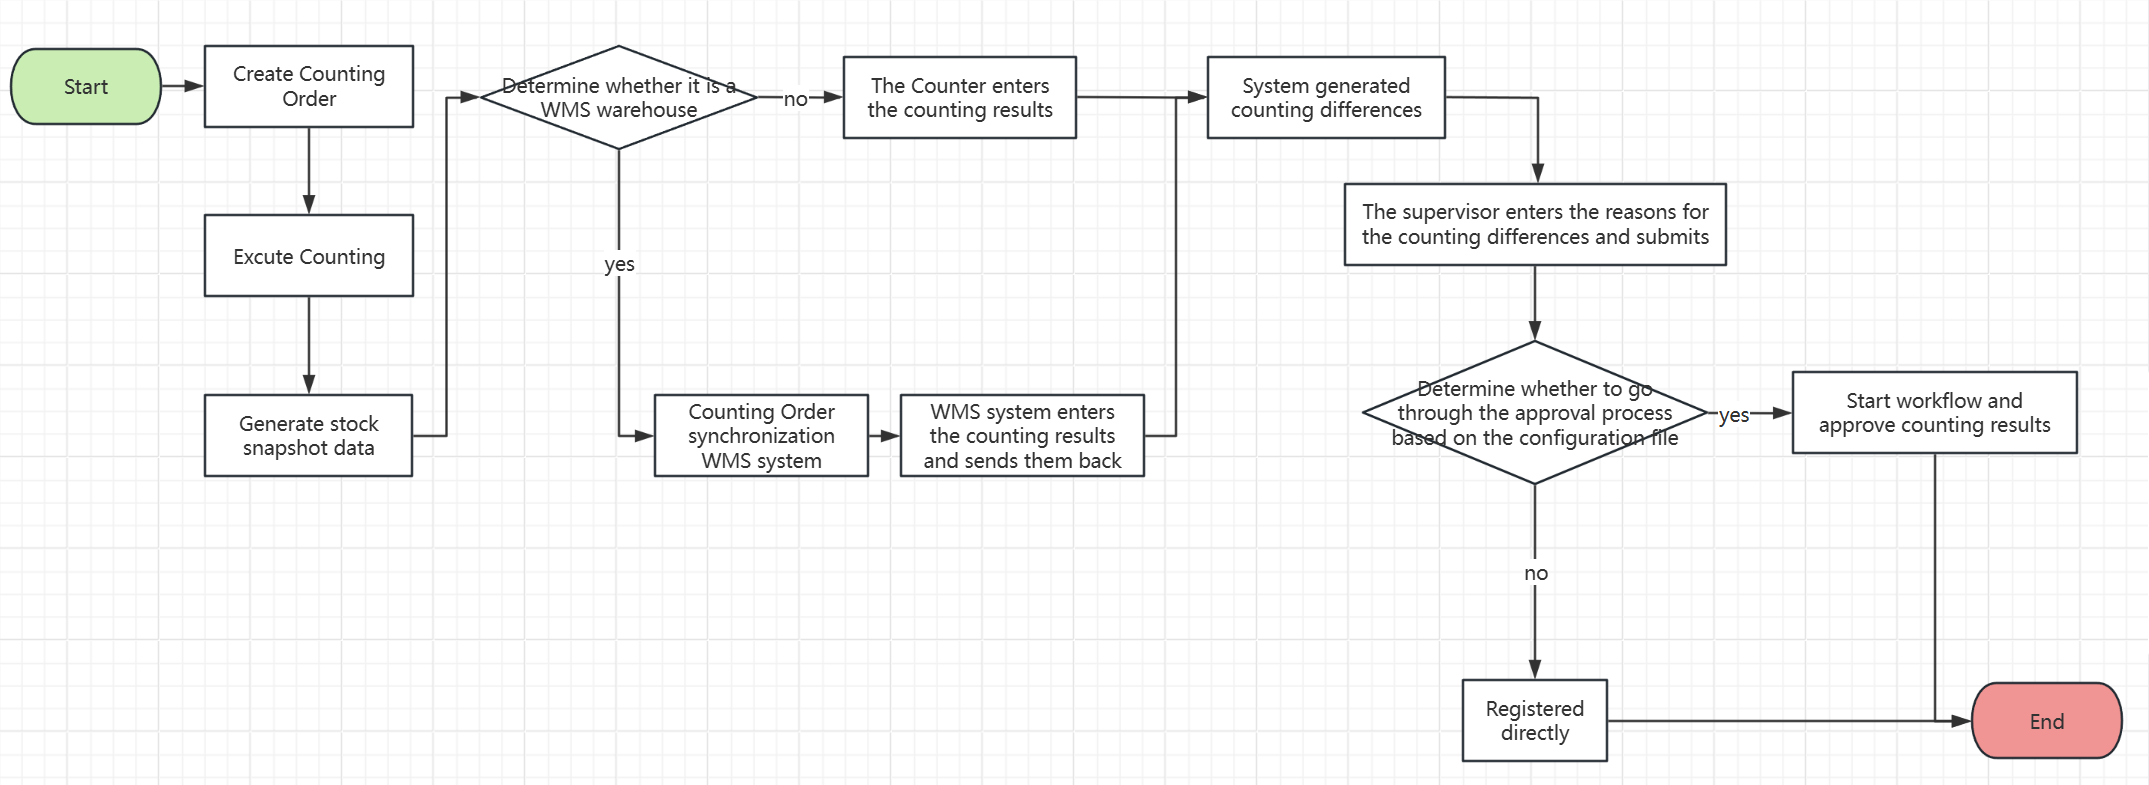 Start
Create Counting
Order
Excute Counting
Generate stock
snapshot data
Determine whether it is a
WMS warehouse
no
The Counter enters
the counting results
yes
Counting Order
synchronization
WMS system
WMS system enters
the counting results
and sends them back
System generated
counting differences
The supervisor enters the reasons for
the counting differences and submits
Determine whether to go
through the approval process
based on the configuration file
yes
Start workflow and
approve counting results
no
Registered
directly
End